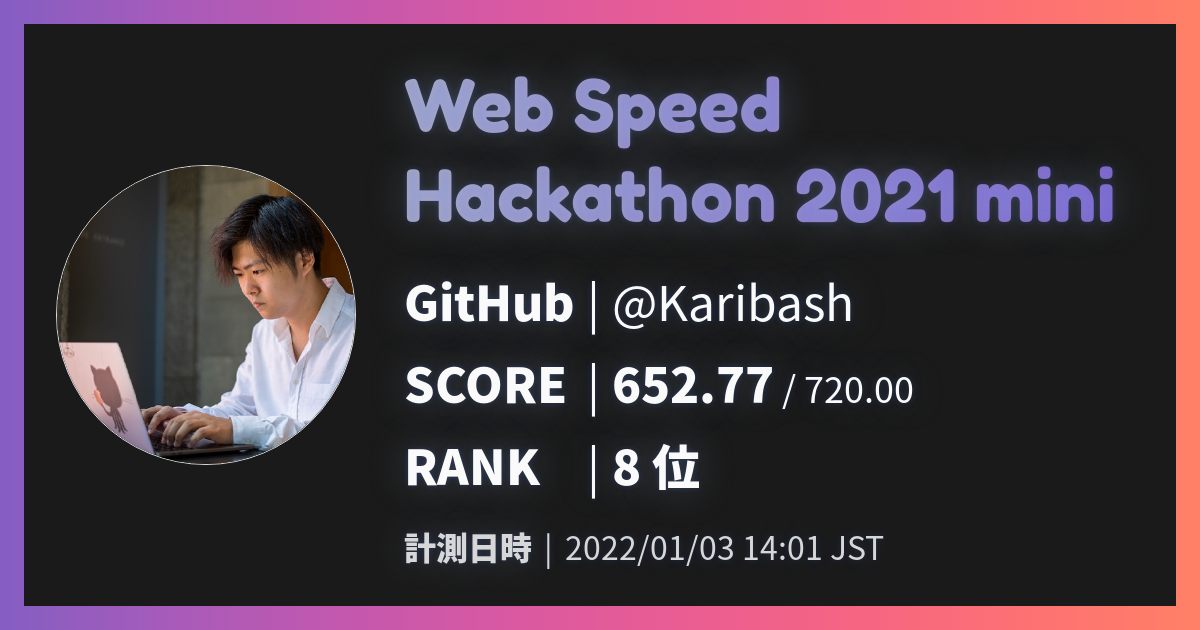 Web Speed
Hackathon 2021 mini
GitHub | @Karibash
SCORE | 652.77 / 720.00
RANK | 8 位
計測日時 | 2022/01/03 14:01 JST